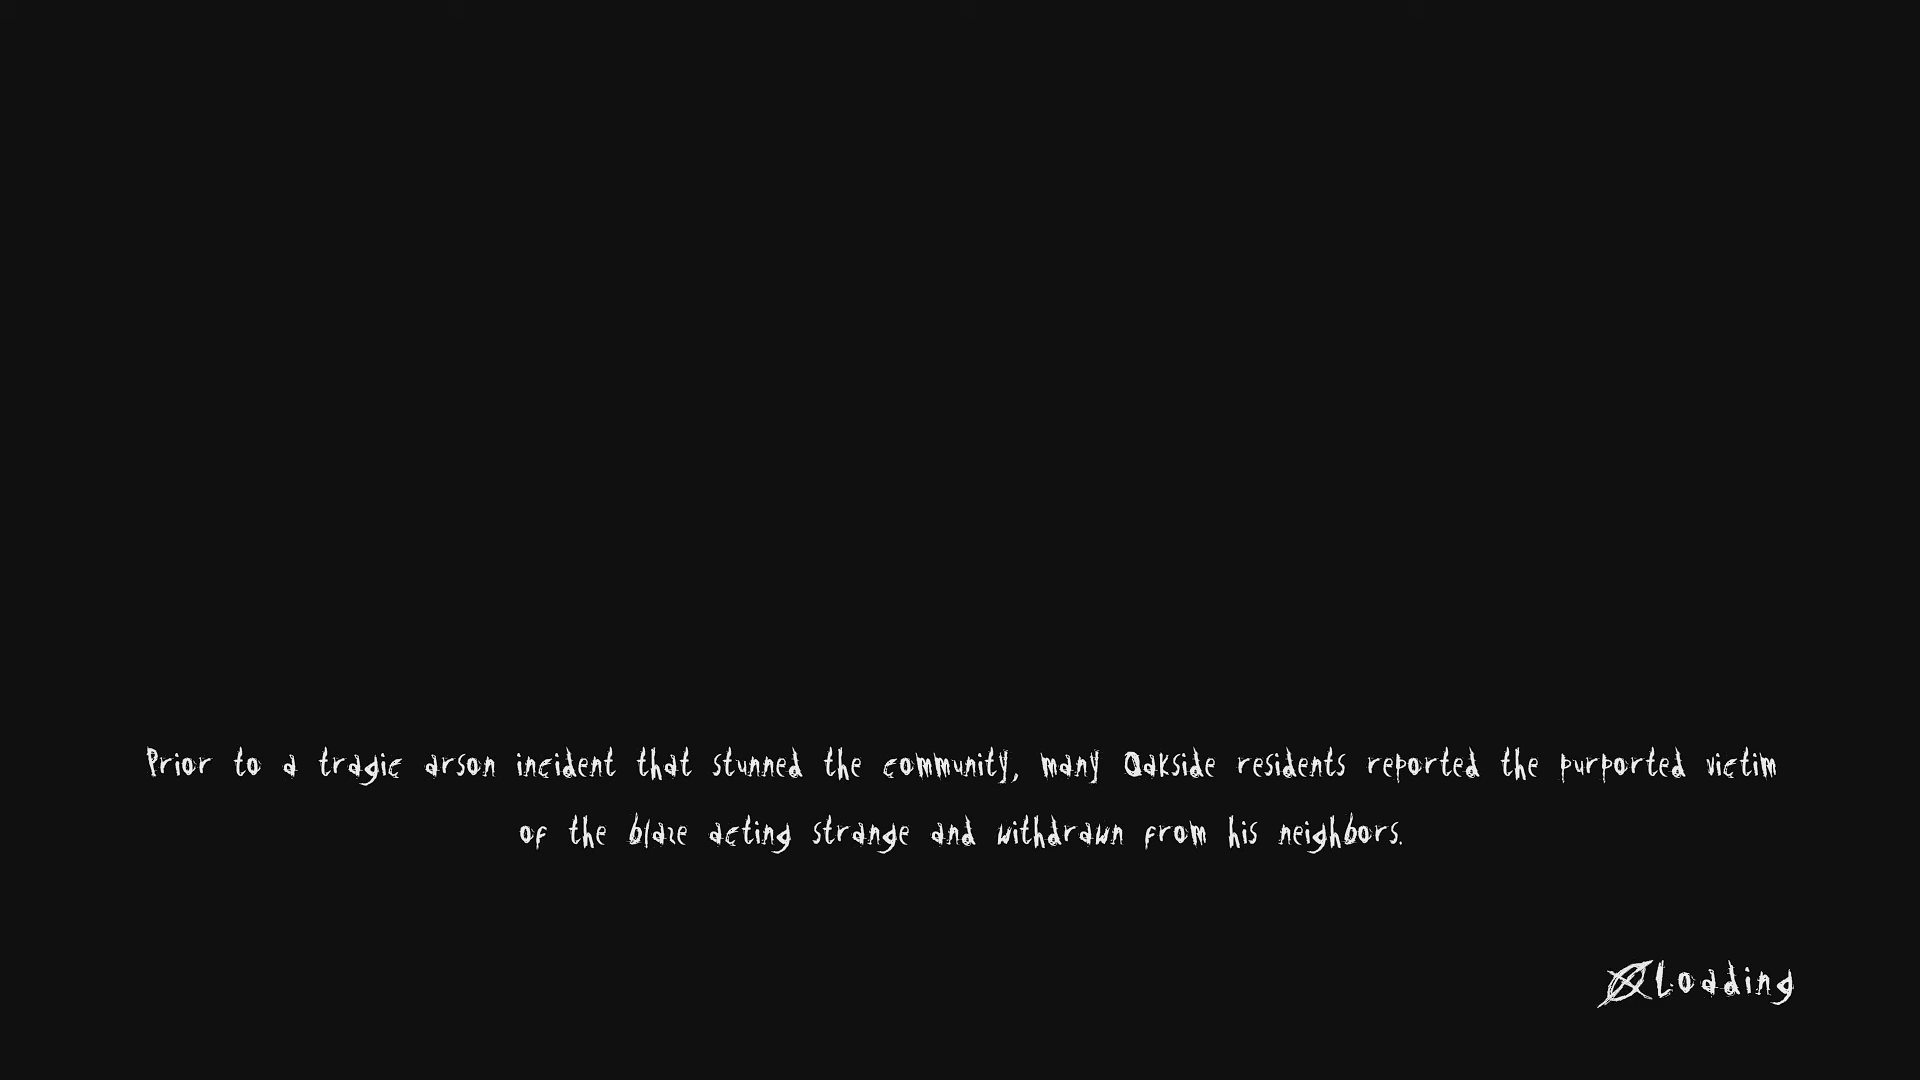 Prior to a tragic arson incident that stunned the community, many Oakside residents reported the purported victim
of the blaze acting strange and withdrawn from his neighbors.
Loading